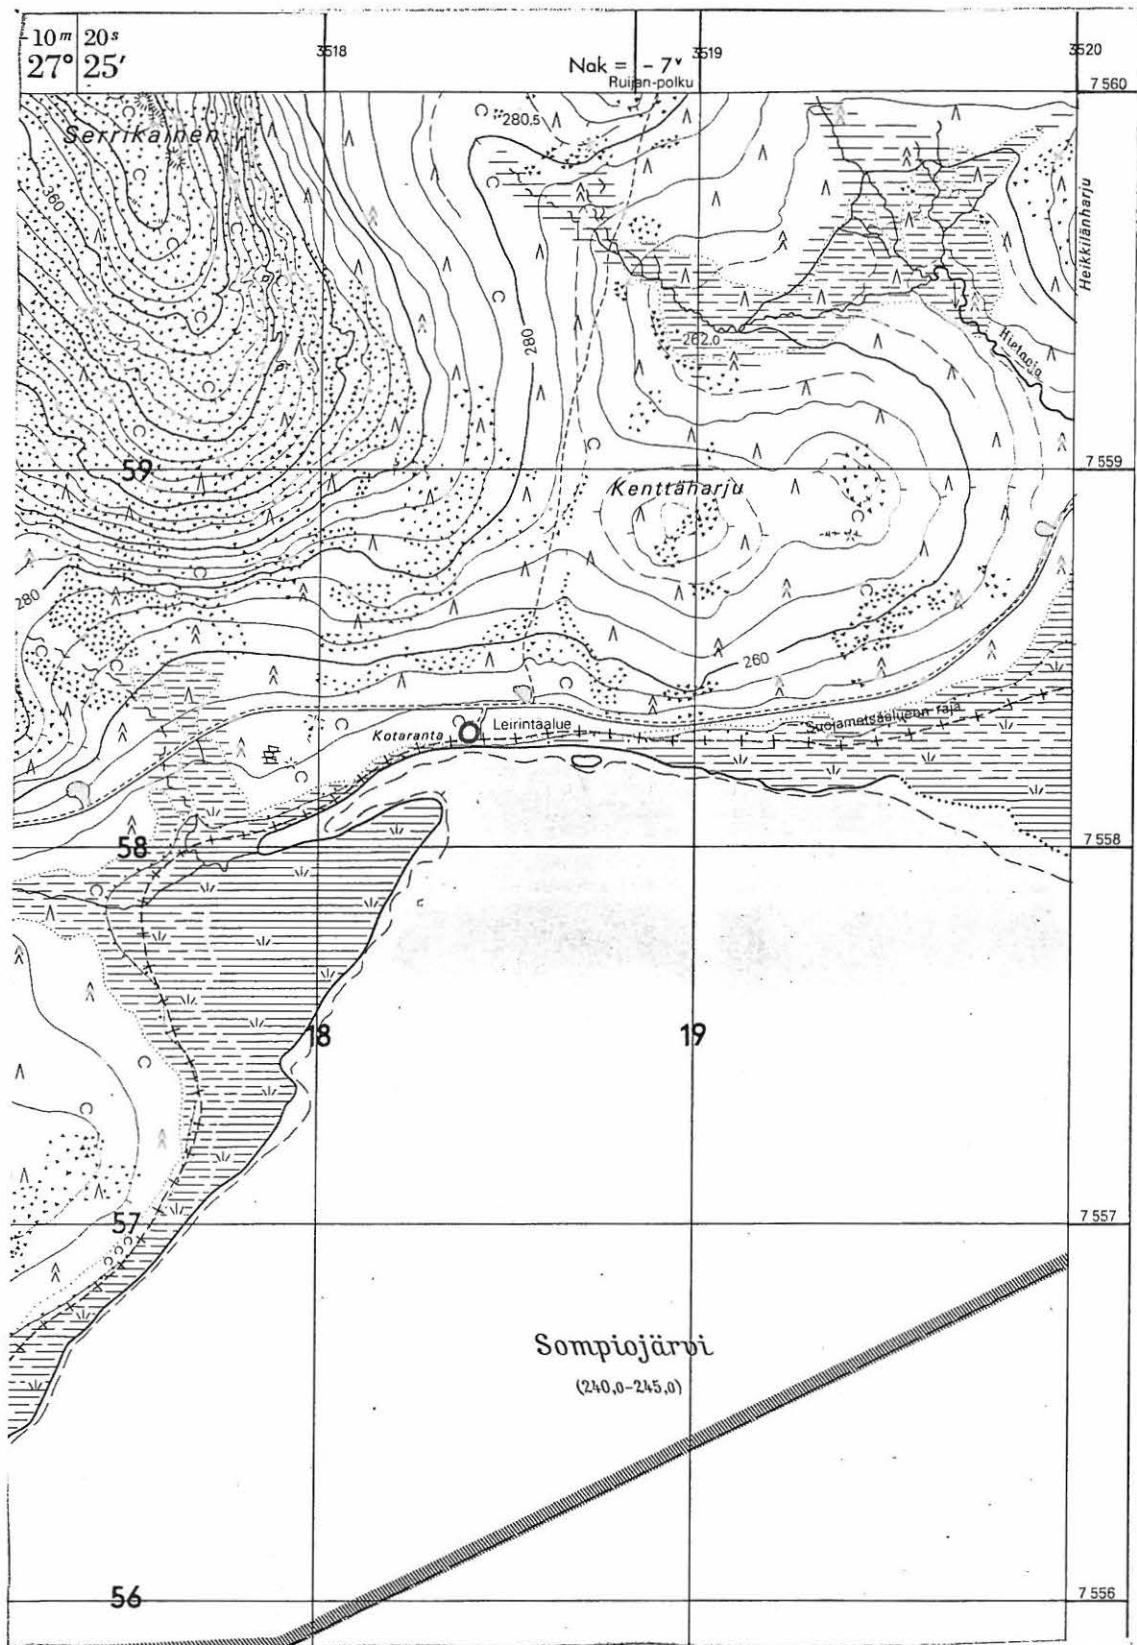 -10ᵐ 20ˢ
27° 25′
3518
Nak = - 7ᵛ
3519
3520
Ruijan-polku
7 560
280,5
Serrikainen
360
Heikkilänharju
280
262.0
Hietaoja
59
7 559
Kenttäharju
280
260
Suojametsäalueen raja
Leirintäalue
Kotaranta
58
7 558
18
19
57
7 557
Sompiojärvi
(240,0-245,0)
56
7 556